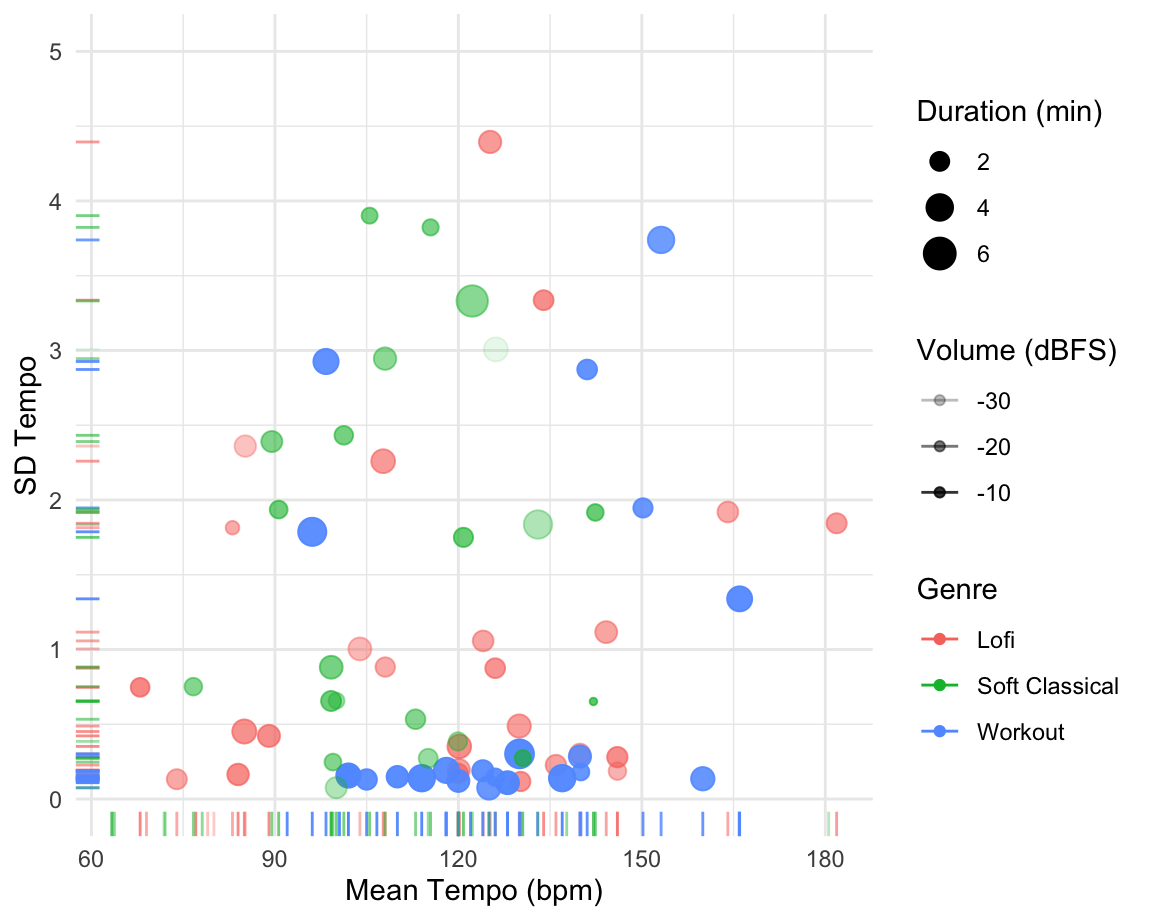 5
4
3
2
1
0
SD Tempo
60
90
120
150
180
Mean Tempo (bpm)
Duration (min)
2
4
6
Volume (dBFS)
-30
-20
-10
Genre
Lofi
Soft Classical
Workout